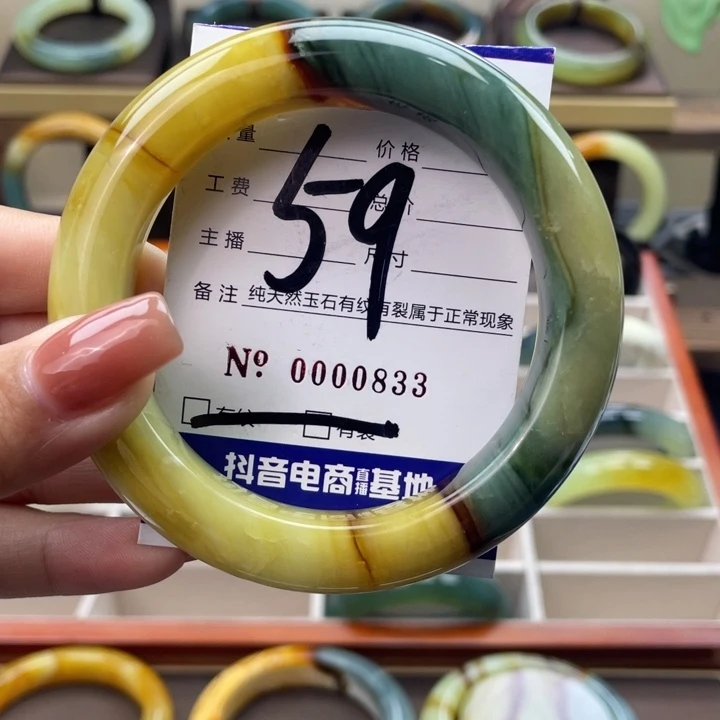 量 价格
59
工费 总价
主播 尺寸
备注 纯天然玉石有纹有裂属于正常现象
Nº 0000833
有纹 有裂
抖音电商直播基地